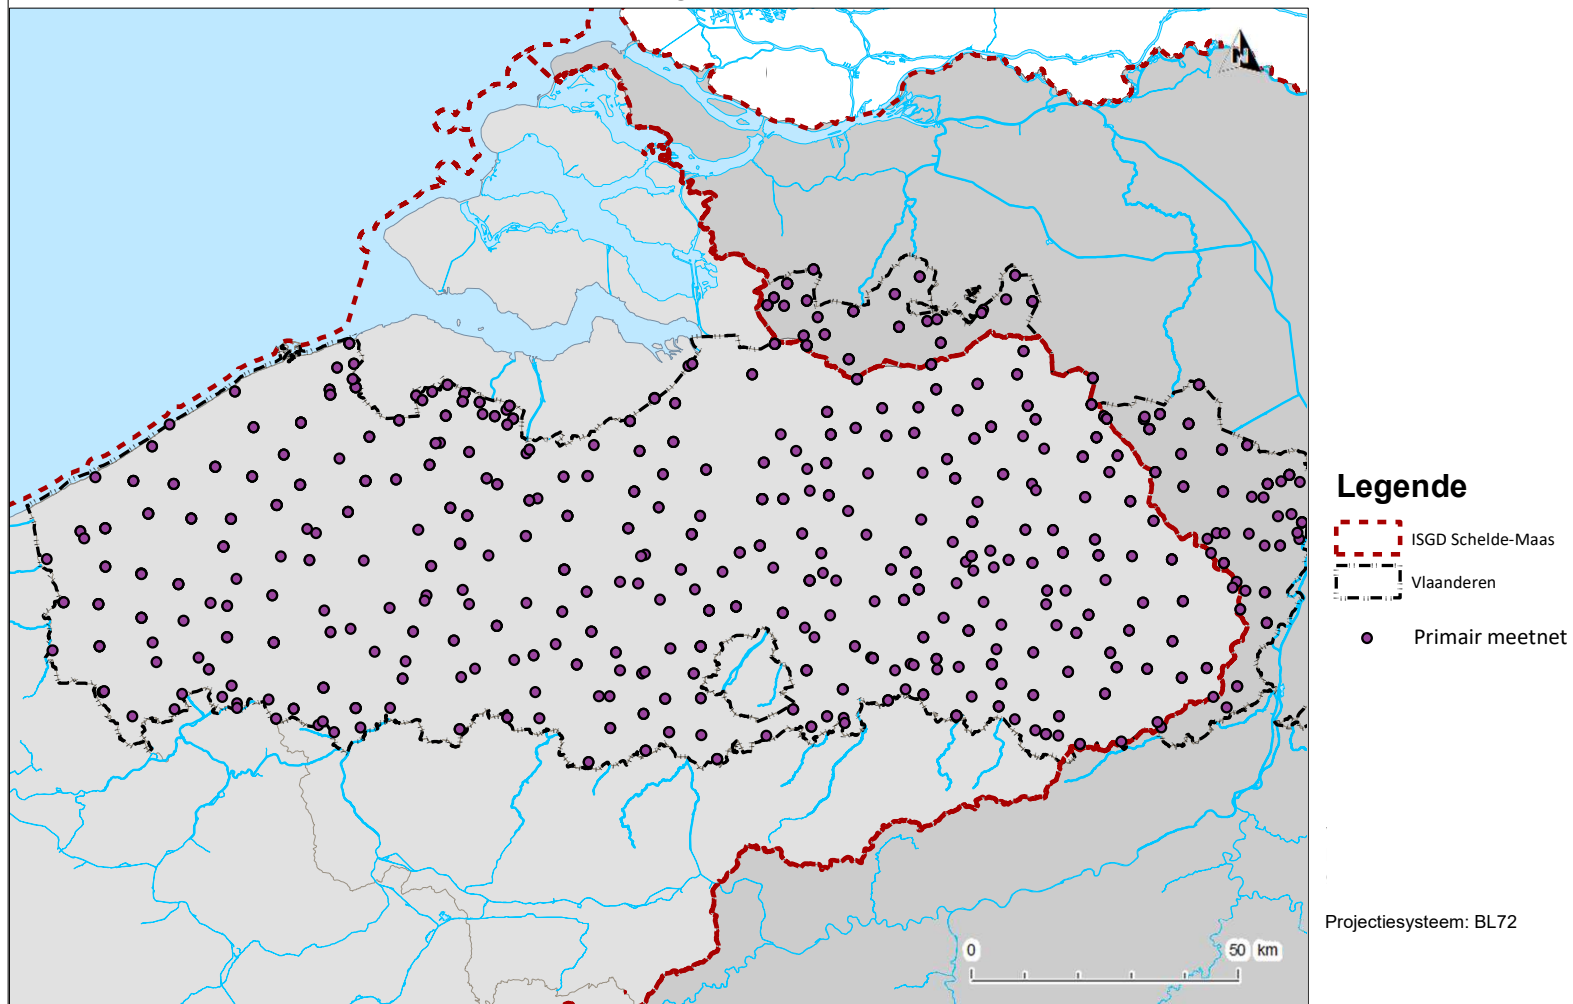 N
Legende
ISGD Schelde-Maas
Vlaanderen
Primair meetnet
Projectiesysteem: BL72
0 50 km